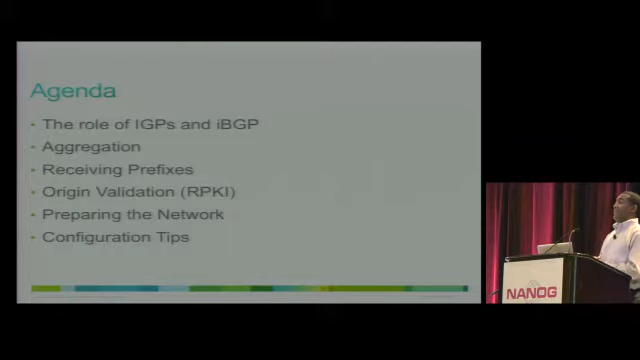 Agenda
The role of IGPs and iBGP
Aggregation
Receiving Prefixes
Origin Validation (RPKI)
Preparing the Network
Configuration Tips
NANOG